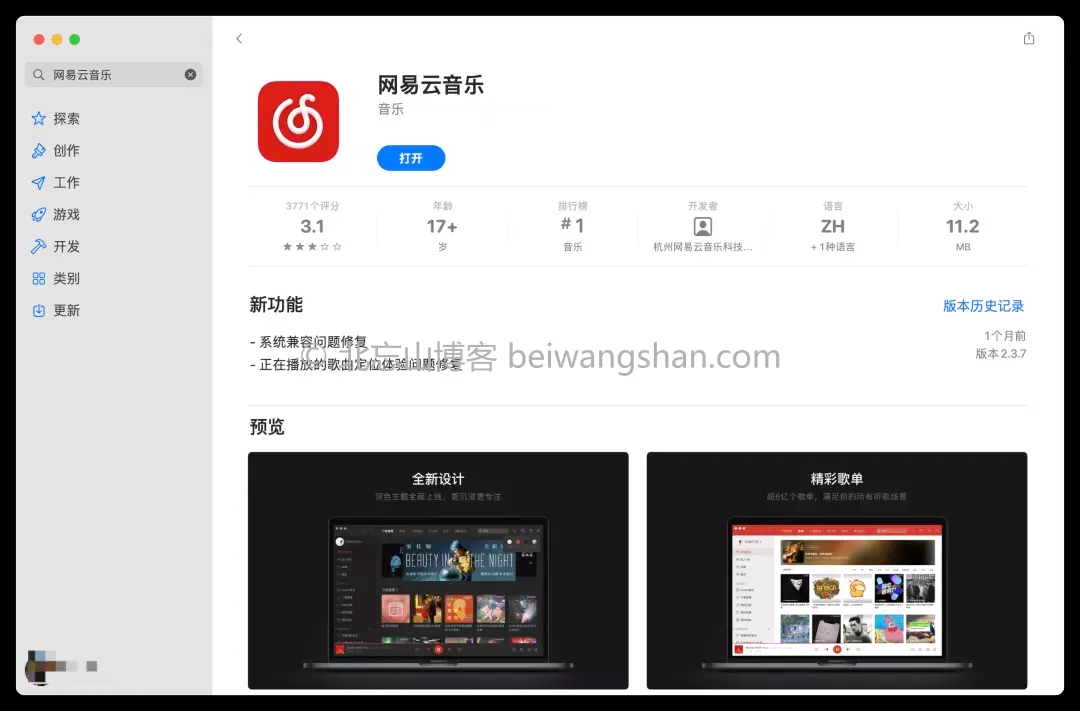 网易云音乐
探索
创作
工作
游戏
开发
类别
更新
网易云音乐
音乐
打开
3771个评分
3.1
年龄
17+
岁
排行榜
#1
音乐
开发者
杭州网易云音乐科技...
语言
ZH
+ 1种语言
大小
11.2
MB
新功能
版本历史记录
- 系统兼容问题修复
- 正在播放的歌曲定位体验问题修复
1个月前
版本 2.3.7
© 北忘山博客 beiwangshan.com
预览
全新设计
深色主题全面上线，更沉浸更专注
BEAUTY IN THE NIGHT
精彩歌单
超6亿个歌单，满足你的所有听歌场景